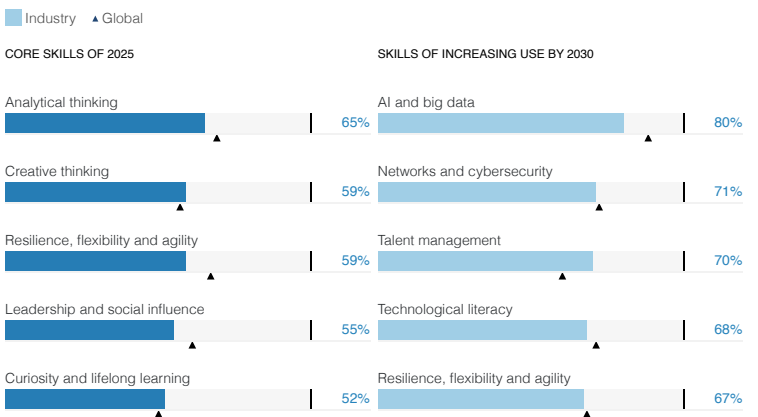 Industry Global
CORE SKILLS OF 2025
Analytical thinking
65%
Creative thinking
59%
Resilience, flexibility and agility
59%
Leadership and social influence
55%
Curiosity and lifelong learning
52%
SKILLS OF INCREASING USE BY 2030
AI and big data
80%
Networks and cybersecurity
71%
Talent management
70%
Technological literacy
68%
Resilience, flexibility and agility
67%